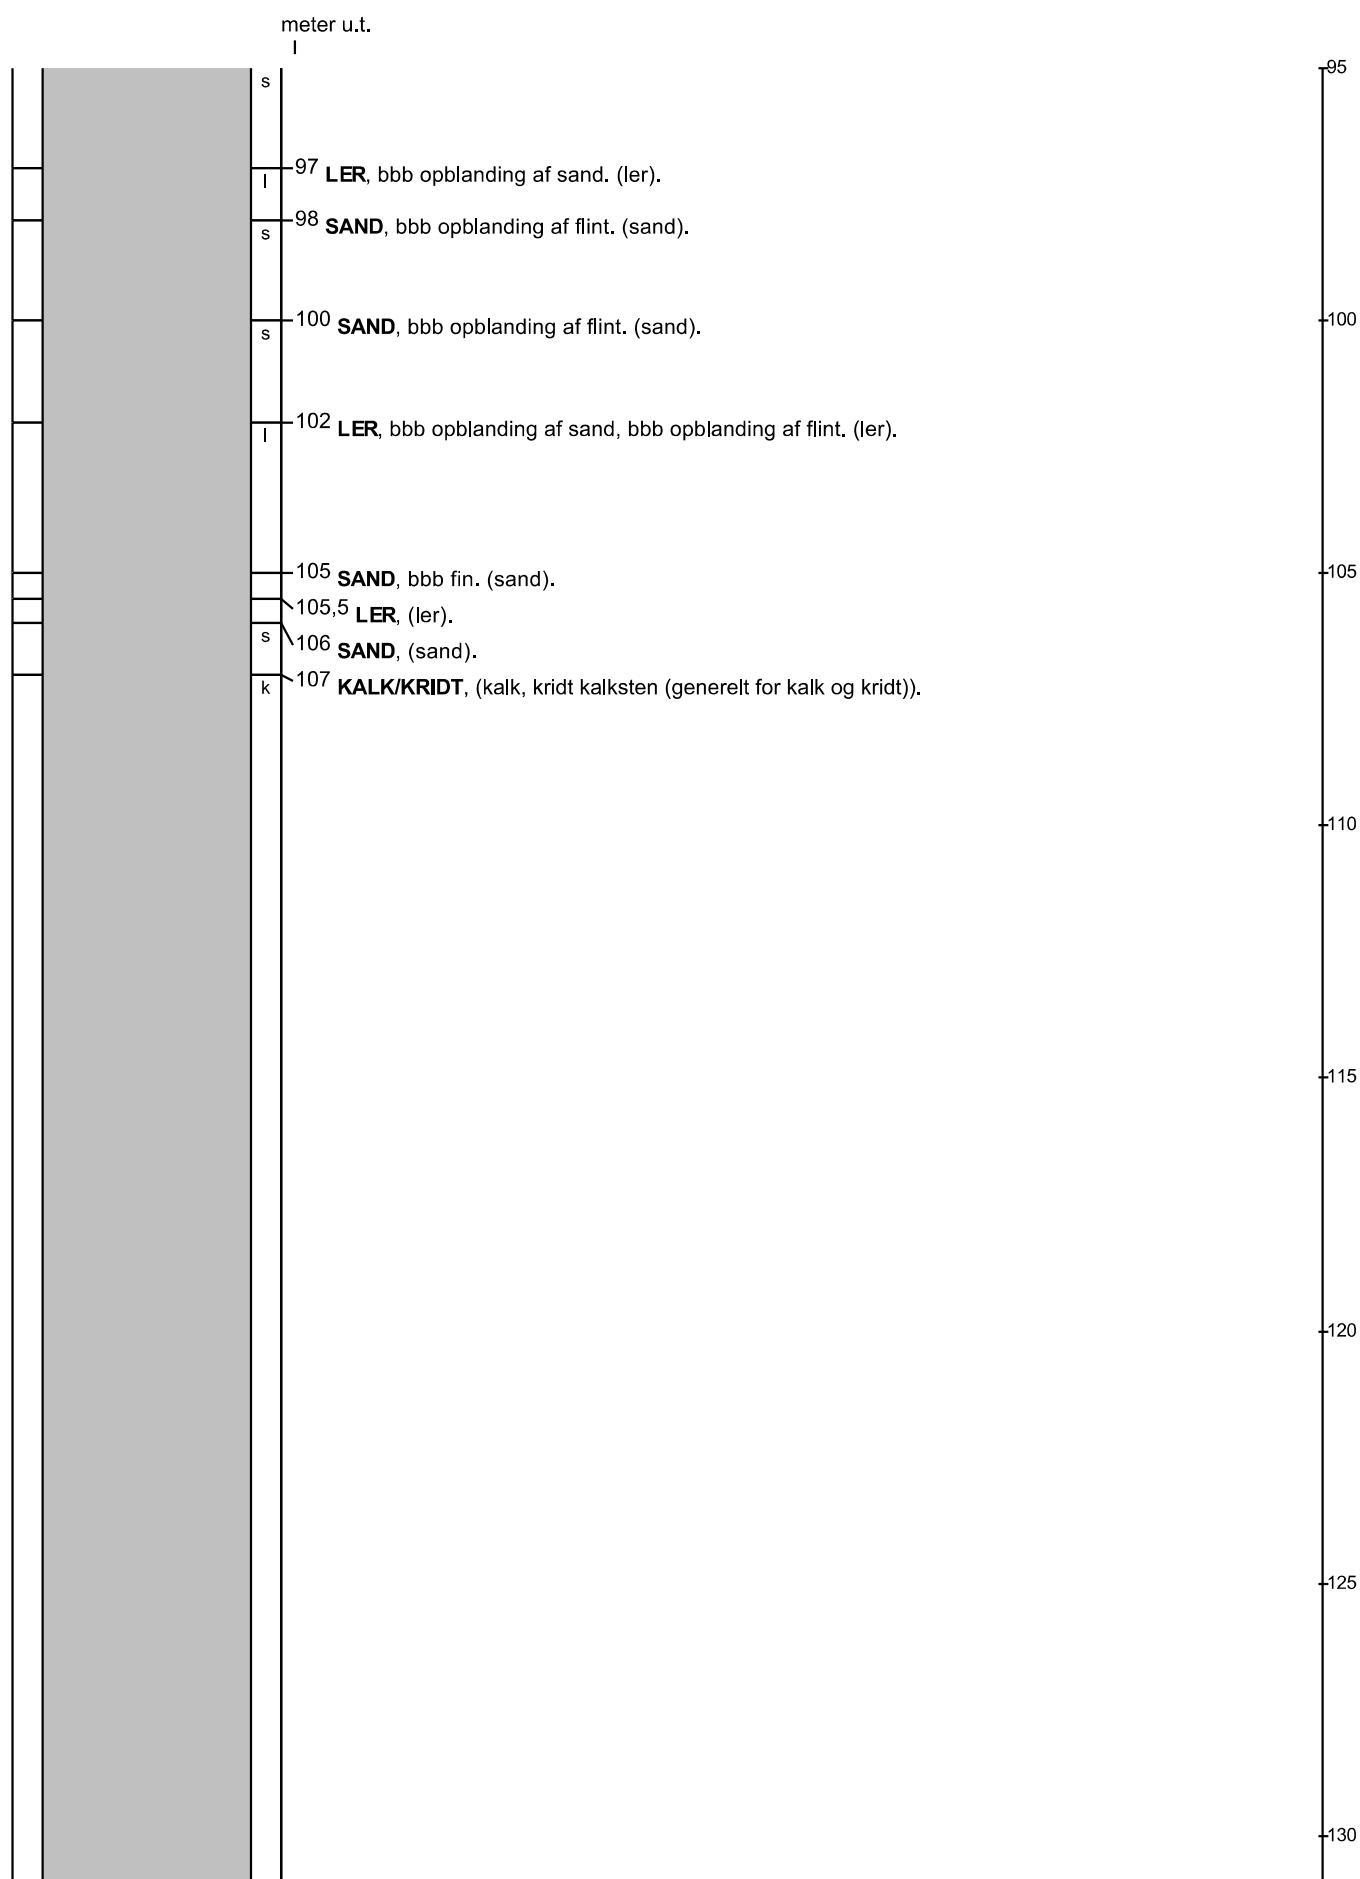 meter u.t.
s
95
97 LER, bbb opblanding af sand. (ler).
l
98 SAND, bbb opblanding af flint. (sand).
s
100 SAND, bbb opblanding af flint. (sand).
100
s
102 LER, bbb opblanding af sand, bbb opblanding af flint. (ler).
l
105 SAND, bbb fin. (sand).
105
105,5 LER, (ler).
s
106 SAND, (sand).
107 KALK/KRIDT, (kalk, kridt kalksten (generelt for kalk og kridt)).
k
110
115
120
125
130